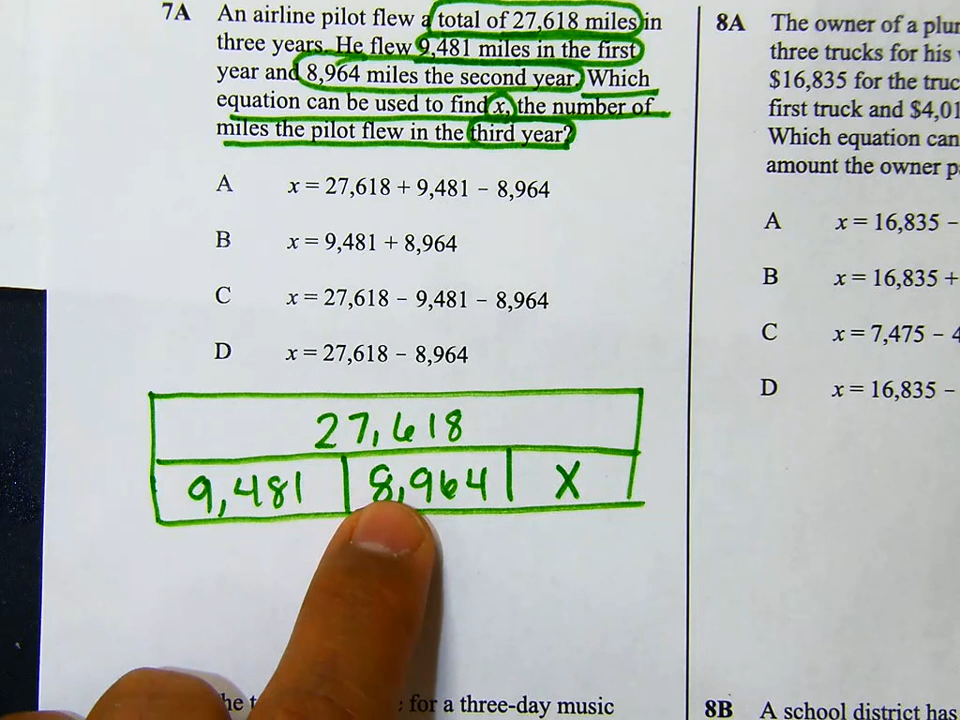 7A An airline pilot flew a total of 27,618 miles in
three years. He flew 9,481 miles in the first
year and 8,964 miles the second year. Which
equation can be used to find x, the number of
miles the pilot flew in the third year?
A x = 27,618 + 9,481 − 8,964
B x = 9,481 + 8,964
C x = 27,618 − 9,481 − 8,964
D x = 27,618 − 8,964
27,618
9,481 8,964 X
for a three-day music
8A The owner of a
three trucks for his
$16,835 for the
first truck and
Which equation can
amount the owner
A x = 16,835 −
B x = 16,835 +
C x = 7,475 −
D x = 16,835 −
8B A school district has